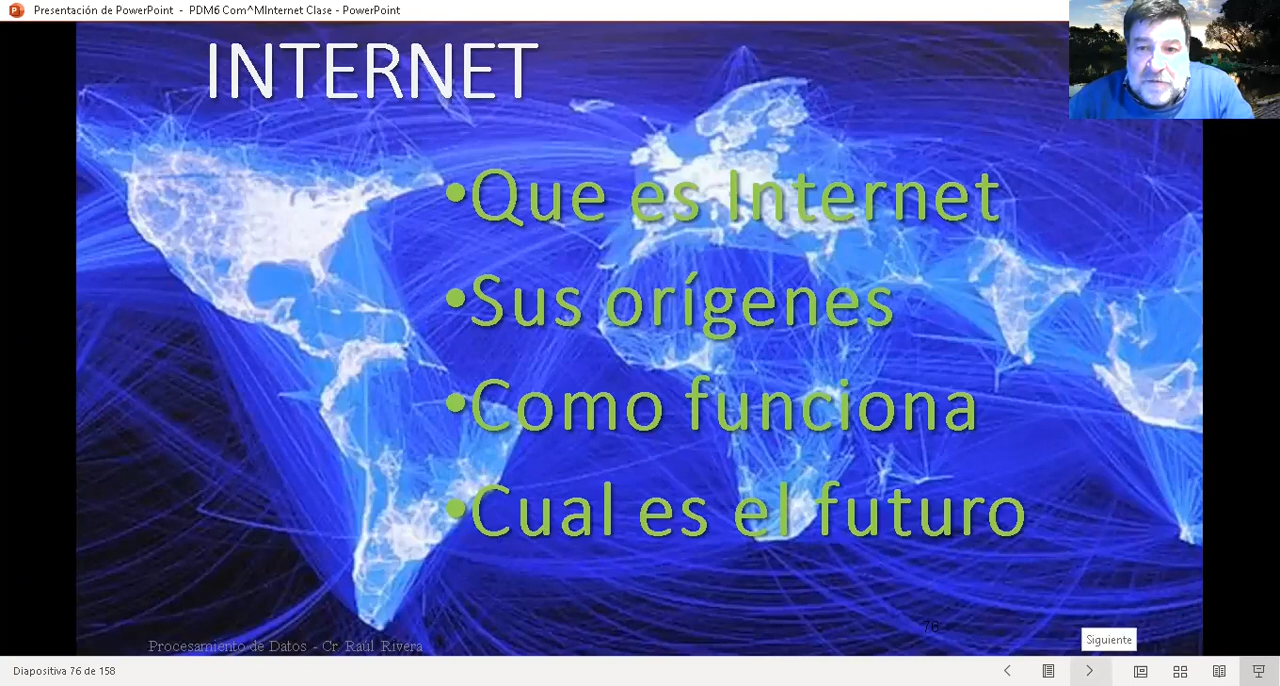 Presentación de PowerPoint - PDM6 Com^MInternet Clase - PowerPoint
INTERNET
•Que es Internet
•Sus orígenes
•Como funciona
•Cual es el futuro
Procesamiento de Datos - Cr. Raúl Rivera
76
Siguiente
Diapositiva 76 de 158